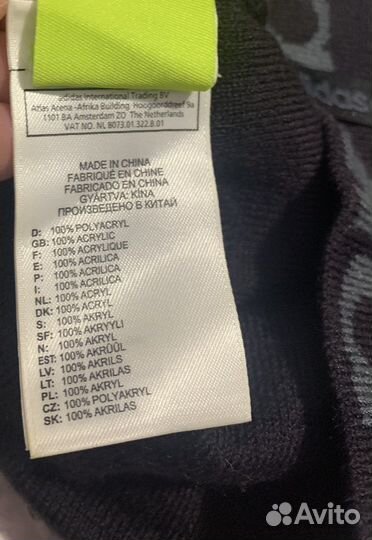 adidas International Trading BV
Atlas Arena -Afrika Building, Hoogoorddreef 9a
1101 BA Amsterdam ZO The Netherlands
VAT NO. NL 8073.01.322.B.01
MADE IN CHINA
FABRIQUÉ EN CHINE
FABRICADO EN CHINA
GYÁRTVA: KÍNA
ПРОИЗВЕДЕНО В КИТАЙ
D: 100% POLYACRYL
GB: 100% ACRYLIC
F: 100% ACRYLIQUE
E: 100% ACRILICA
P: 100% ACRILICA
I: 100% ACRILICA
NL: 100% ACRYL
DK: 100% ACRYL
S: 100% AKRYL
SF: 100% AKRYYLI
N: 100% AKRYL
EST: 100% AKRÜÜL
LV: 100% AKRILS
LT: 100% AKRILAS
PL: 100% AKRYL
CZ: 100% POLYAKRYL
SK: 100% AKRILAS
adidas
Avito